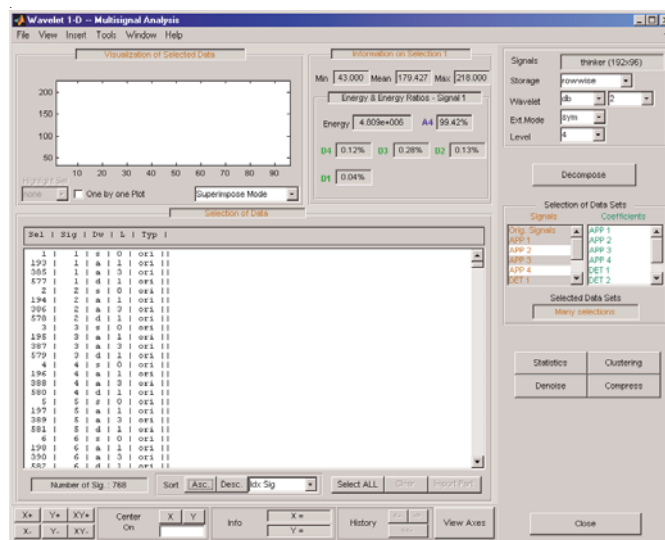 Wavelet 1-D -- Multisignal Analysis
File View Insert Tools Window Help
Visualization of Selected Data
200
150
100
50
10 20 30 40 50 60 70 80 90
Highlight Sel
none
One by one Plot
Superimpose Mode
Information on Selection 1
Min 43.000 Mean 179.427 Max 218.000
Energy & Energy Ratios - Signal 1
Energy 4.809e+006 A4 99.42%
D4 0.12% D3 0.28% D2 0.13%
D1 0.04%
Selection of Data
Sel | Sig | Dw | L | Typ ||
1 | 1 | s | 0 | ori ||
193 | 1 | a | 1 | ori ||
385 | 1 | a | 3 | ori ||
577 | 1 | d | 1 | ori ||
2 | 2 | s | 0 | ori ||
194 | 2 | a | 1 | ori ||
386 | 2 | a | 3 | ori ||
578 | 2 | d | 1 | ori ||
3 | 3 | s | 0 | ori ||
195 | 3 | a | 1 | ori ||
387 | 3 | a | 3 | ori ||
579 | 3 | d | 1 | ori ||
4 | 4 | s | 0 | ori ||
196 | 4 | a | 1 | ori ||
388 | 4 | a | 3 | ori ||
580 | 4 | d | 1 | ori ||
5 | 5 | s | 0 | ori ||
197 | 5 | a | 1 | ori ||
389 | 5 | a | 3 | ori ||
581 | 5 | d | 1 | ori ||
6 | 6 | s | 0 | ori ||
198 | 6 | a | 1 | ori ||
390 | 6 | a | 3 | ori ||
582 | 6 | d | 1 | ori ||
Number of Sig. : 768
Sort Asc. Desc. Idx Sig
Select ALL Clear Import Part.
Signals thinker (192x96)
Storage rowwise
Wavelet db 2
Ext.Mode sym
Level 4
Decompose
Selection of Data Sets
Signals Coefficients
Orig. Signals
APP 1
APP 2
APP 3
APP 4
DET 1
APP 1
APP 2
APP 3
APP 4
DET 1
DET 2
Selected Data Sets
Many selections
Statistics Clustering
Denoise Compress
X+ Y+ XY+
X- Y- XY-
Center On X Y
Info X = Y =
History
View Axes
Close